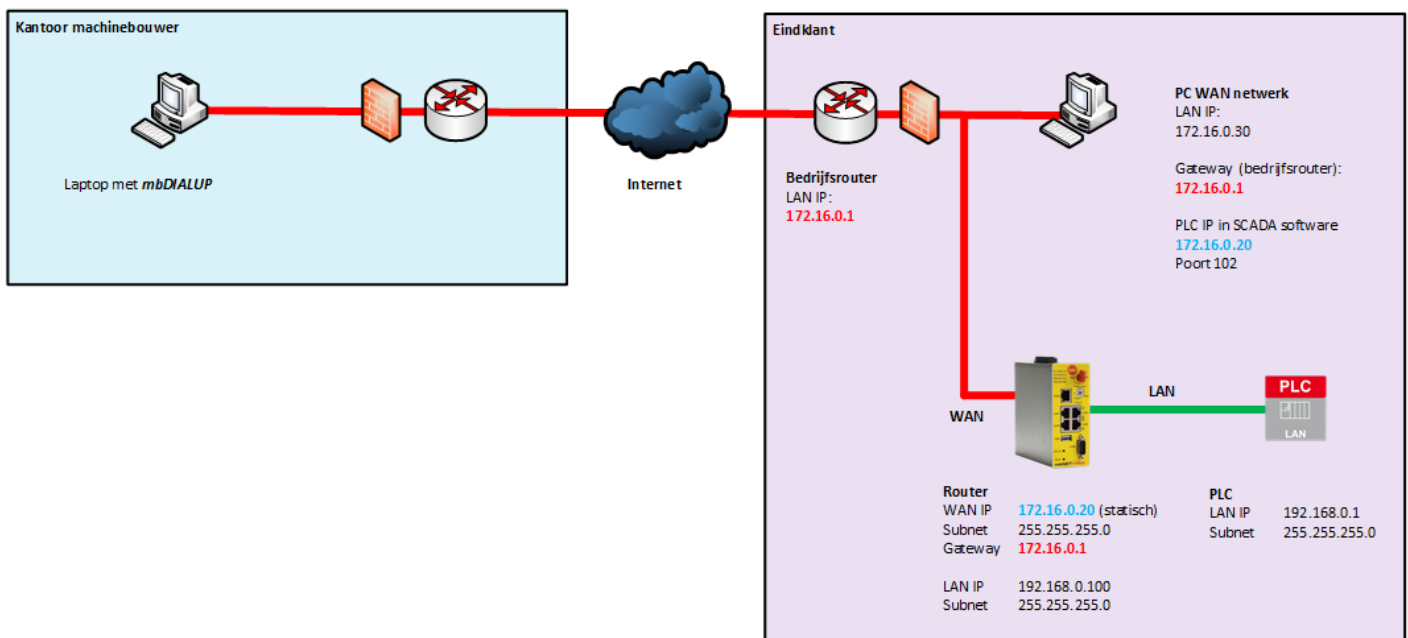 Kantoor machinebouwer
Laptop met mbDIALUP
Internet
Eindklant
Bedrijfsrouter
LAN IP:
172.16.0.1
PC WAN netwerk
LAN IP:
172.16.0.30
Gateway (bedrijfsrouter):
172.16.0.1
PLC IP in SCADA software
172.16.0.20
Poort 102
WAN
LAN
PLC
LAN
Router
WAN IP 172.16.0.20 (statisch)
Subnet 255.255.255.0
Gateway 172.16.0.1
LAN IP 192.168.0.100
Subnet 255.255.255.0
PLC
LAN IP 192.168.0.1
Subnet 255.255.255.0